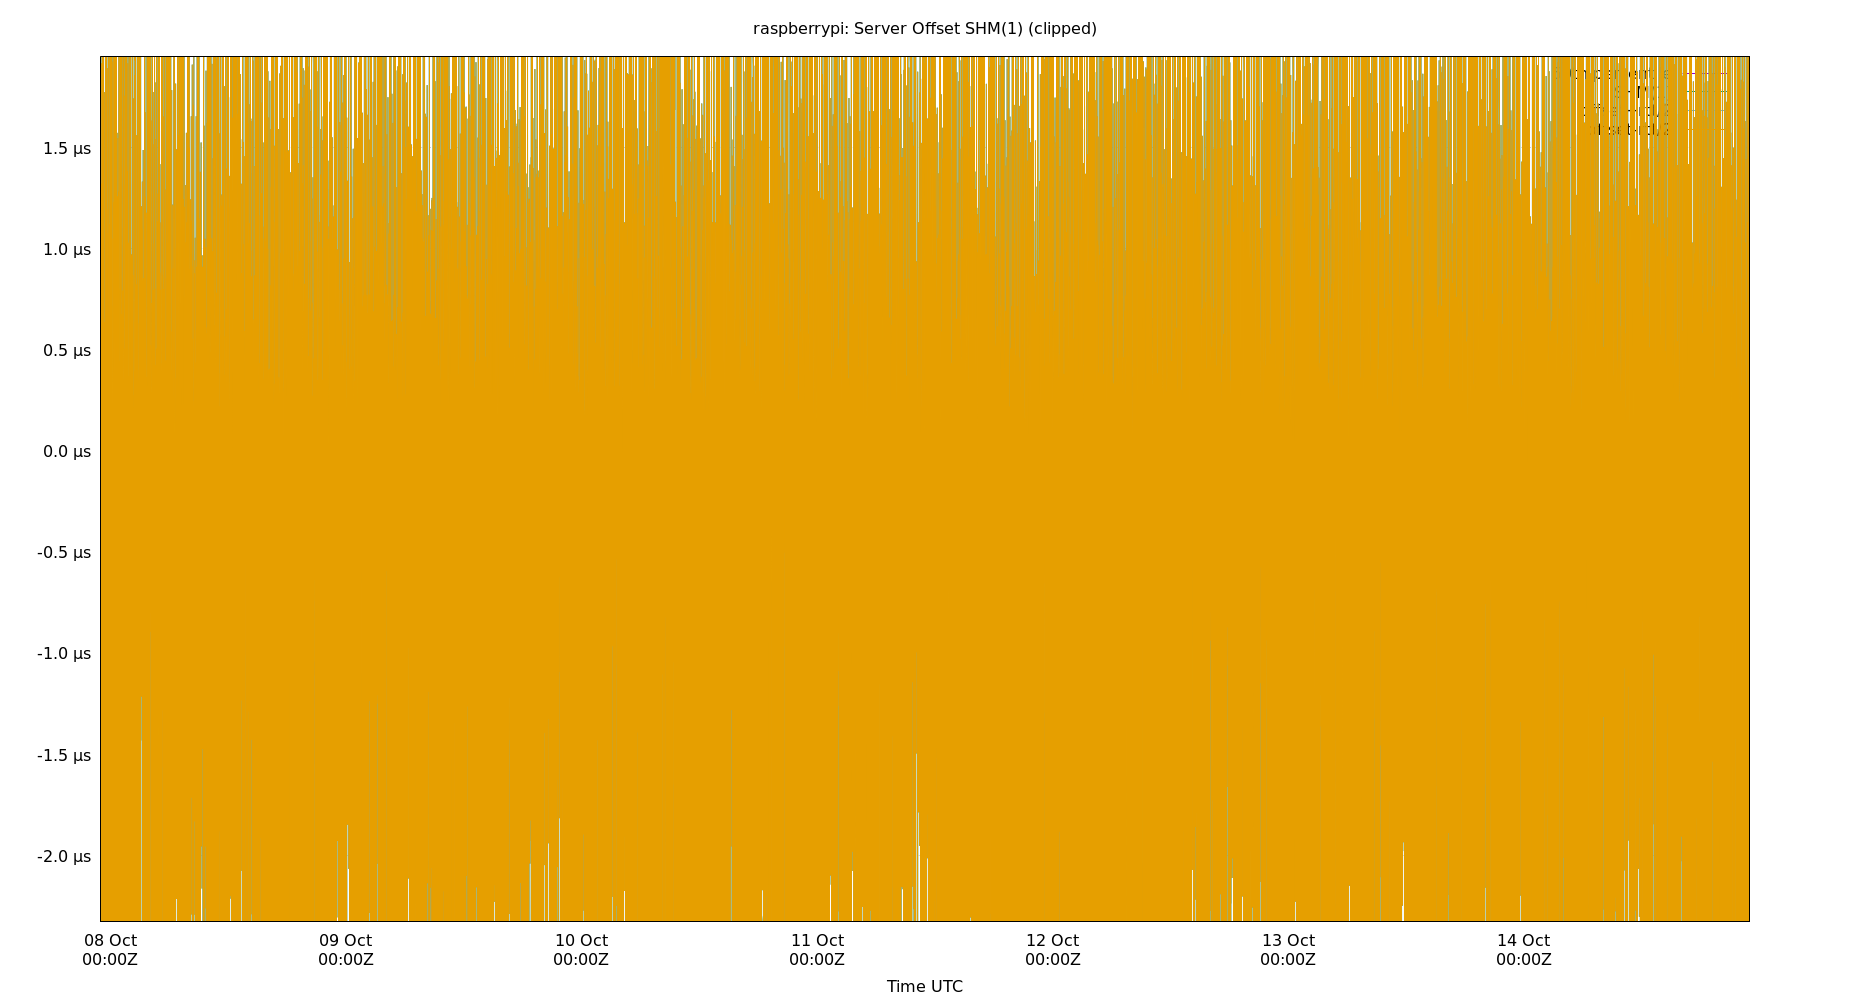 raspberrypi: Server Offset SHM(1) (clipped)
1.5 µs
1.0 µs
0.5 µs
0.0 µs
-0.5 µs
-1.0 µs
-1.5 µs
-2.0 µs
08 Oct 09 Oct 10 Oct 11 Oct 12 Oct 13 Oct 14 Oct
00:00Z 00:00Z 00:00Z 00:00Z 00:00Z 00:00Z 00:00Z
Time UTC